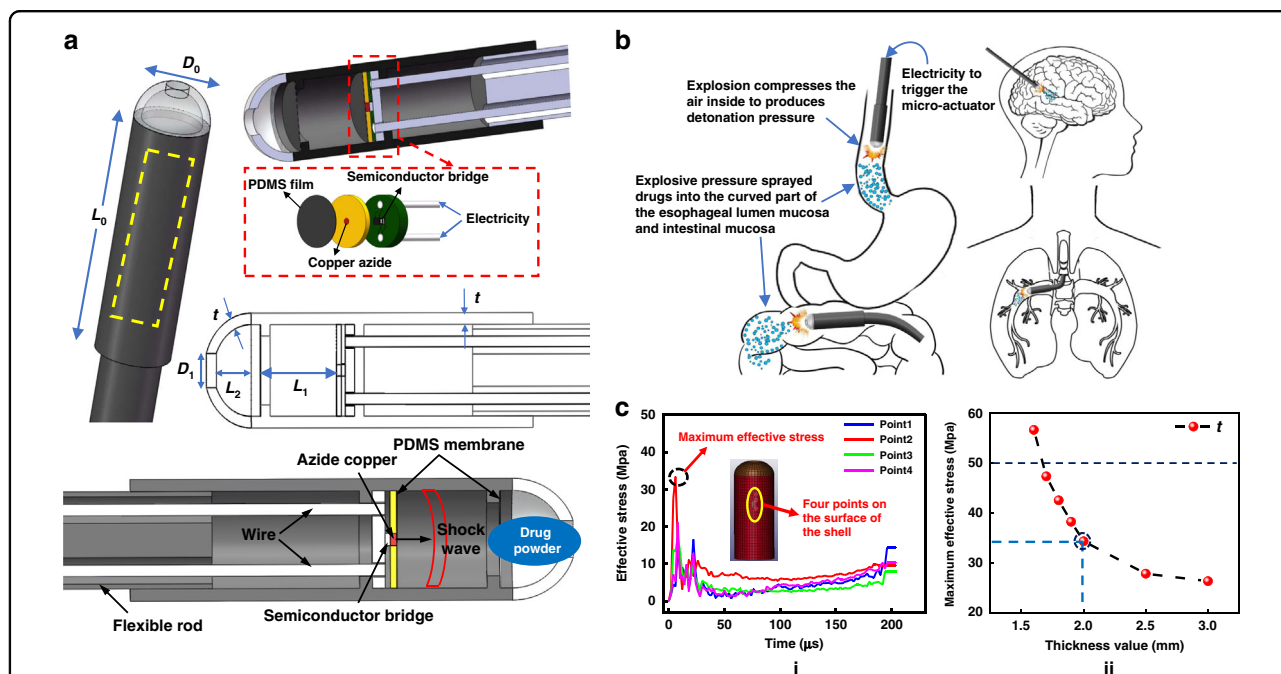 a
D0
L0
PDMS film
Semiconductor bridge
Electricity
Copper azide
t
t
D1
L2
L1
PDMS membrane
Azide copper
Wire
Shock
wave
Drug
powder
Semiconductor bridge
Flexible rod
b
Explosion compresses the
air inside to produces
detonation pressure
Electricity to
trigger the
micro-actuator
Explosive pressure sprayed
drugs into the curved part of
the esophageal lumen mucosa
and intestinal mucosa
c
50
40
30
20
10
0
Effective stress (Mpa)
Maximum effective stress
Point1
Point2
Point3
Point4
Four points on
the surface of
the shell
0 50 100 150 200
Time (μs)
i
60
50
40
30
20
Maximum effective stress (Mpa)
t
1.5 2.0 2.5 3.0
Thickness value (mm)
ii